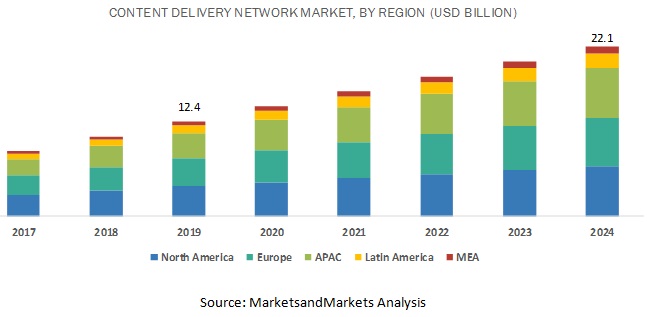 CONTENT DELIVERY NETWORK MARKET, BY REGION (USD BILLION)
22.1
12.4
2017 2018 2019 2020 2021 2022 2023 2024
North America Europe APAC Latin America MEA
Source: MarketsandMarkets Analysis